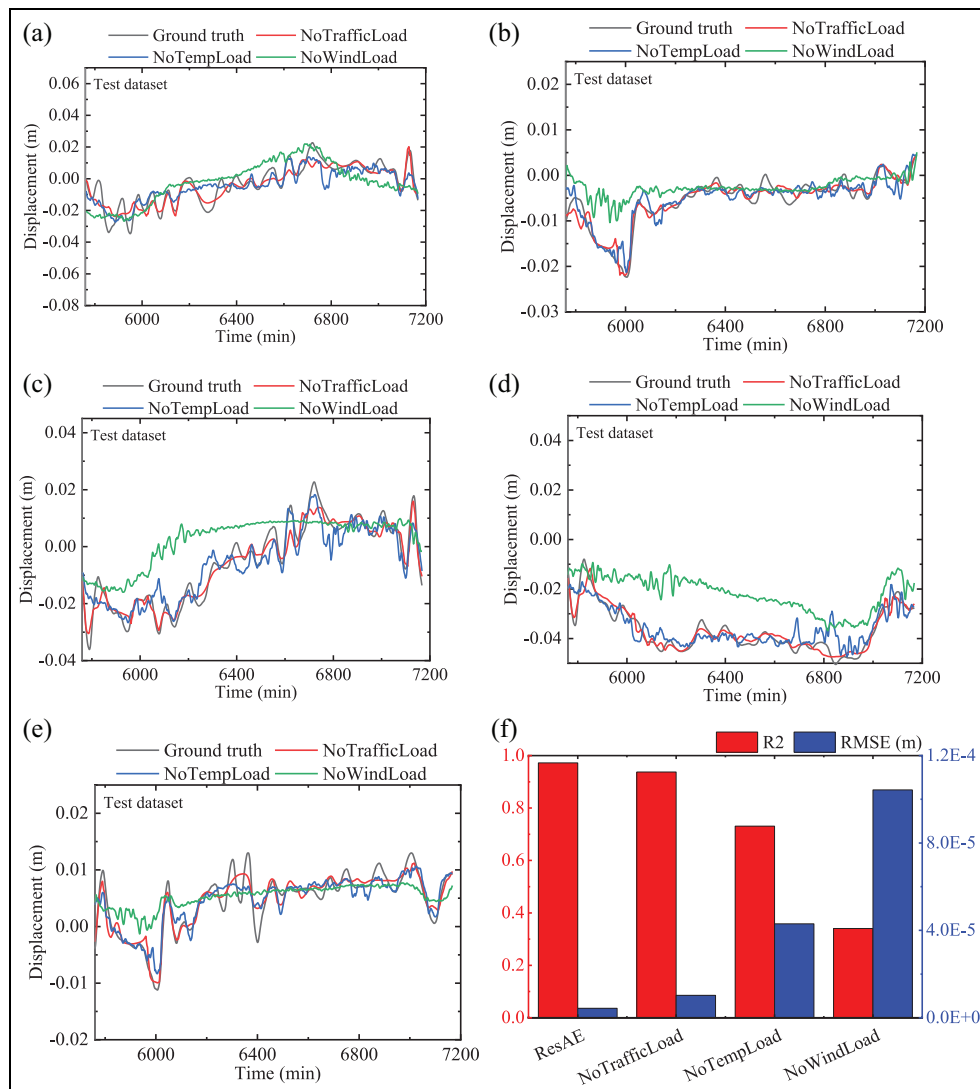 (a)
Ground truth NoTrafficLoad
NoTempLoad NoWindLoad
Test dataset
0.06
0.04
0.02
0.00
-0.02
-0.04
-0.06
-0.08
Displacement (m)
6000 6400 6800 7200
Time (min)
(b)
Ground truth NoTrafficLoad
NoTempLoad NoWindLoad
Test dataset
0.02
0.01
0.00
-0.01
-0.02
-0.03
Displacement (m)
6000 6400 6800 7200
Time (min)
(c)
Ground truth NoTrafficLoad
NoTempLoad NoWindLoad
Test dataset
0.04
0.02
0.00
-0.02
-0.04
Displacement (m)
6000 6400 6800 7200
Time (min)
(d)
Ground truth NoTrafficLoad
NoTempLoad NoWindLoad
Test dataset
0.04
0.02
0.00
-0.02
-0.04
Displacement (m)
6000 6400 6800 7200
Time (min)
(e)
Ground truth NoTrafficLoad
NoTempLoad NoWindLoad
Test dataset
0.02
0.01
0.00
-0.01
-0.02
Displacement (m)
6000 6400 6800 7200
Time (min)
(f)
R2 RMSE (m)
1.0
0.8
0.6
0.4
0.2
0.0
1.2E-4
8.0E-5
4.0E-5
0.0E+0
ResAE NoTrafficLoad NoTempLoad NoWindLoad